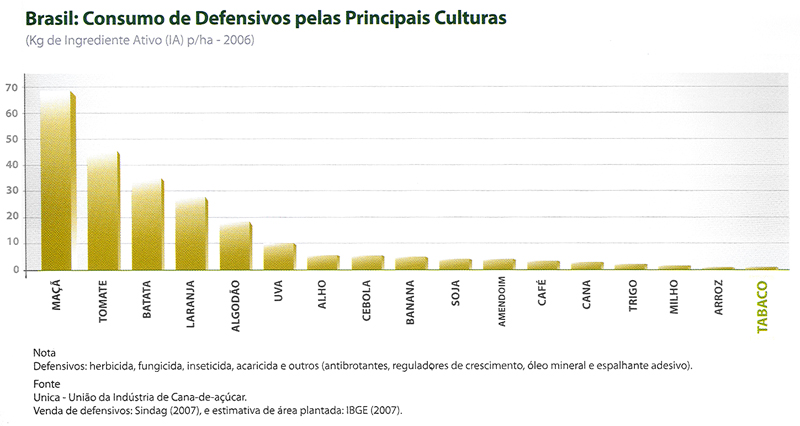 Brasil: Consumo de Defensivos pelas Principais Culturas
(Kg de Ingrediente Ativo (IA) p/ha - 2006)
70
60
50
40
30
20
10
0
MAÇÃ
TOMATE
BATATA
LARANJA
ALGODÃO
UVA
ALHO
CEBOLA
BANANA
SOJA
AMENDOIM
CAFÉ
CANA
TRIGO
MILHO
ARROZ
TABACO
Nota
Defensivos: herbicida, fungicida, inseticida, acaricida e outros (antibrotantes, reguladores de crescimento, óleo mineral e espalhante adesivo).
Fonte
Unica - União da Indústria de Cana-de-açúcar.
Venda de defensivos: Sindag (2007), e estimativa de área plantada: IBGE (2007).